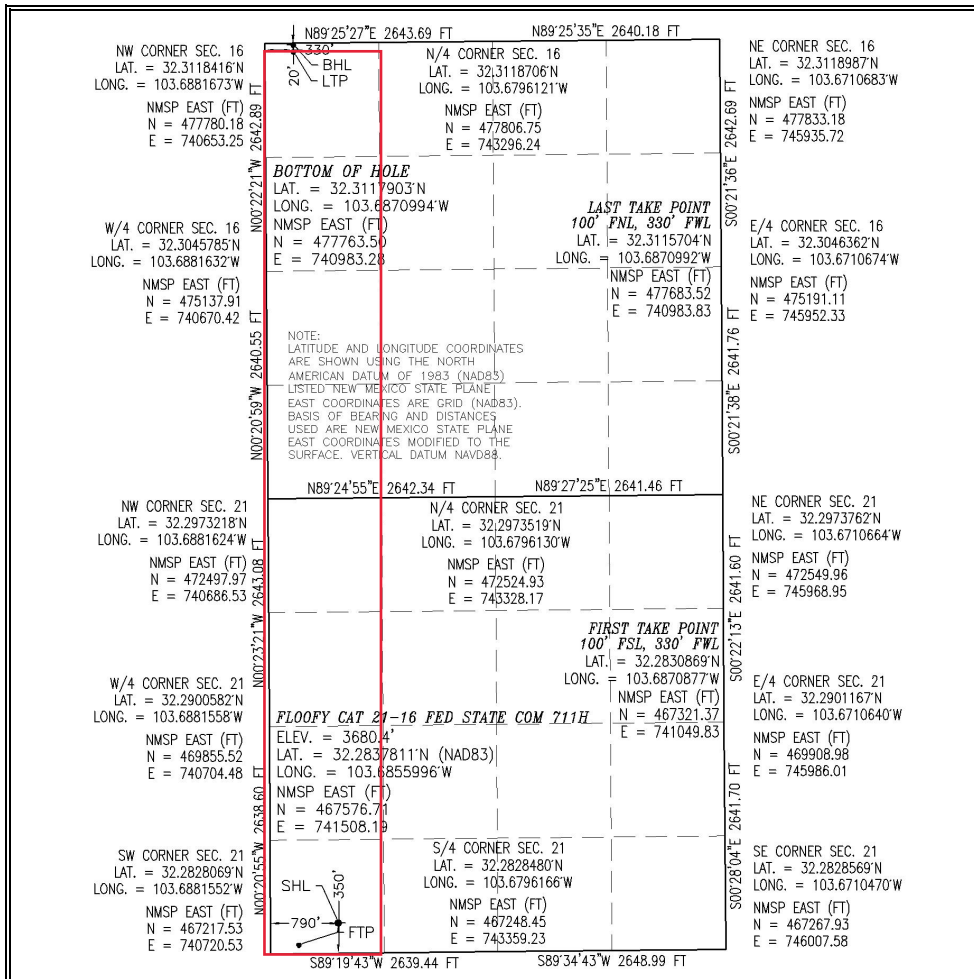 N89°25'27"E 2643.69 FT
N89°25'35"E 2640.18 FT
NW CORNER SEC. 16
LAT. = 32.3118416°N
LONG. = 103.6881673°W
NMSP EAST (FT)
N = 477780.18
E = 740653.25
330'
20'
BHL
LTP
N/4 CORNER SEC. 16
LAT. = 32.3118706°N
LONG. = 103.6796121°W
NMSP EAST (FT)
N = 477806.75
E = 743296.24
NE CORNER SEC. 16
LAT. = 32.3118987°N
LONG. = 103.6710683°W
NMSP EAST (FT)
N = 477833.18
E = 745935.72
N00°22'21"W 2642.89 FT
S00°21'36"E 2642.69 FT
BOTTOM OF HOLE
LAT. = 32.3117903°N
LONG. = 103.6870994°W
NMSP EAST (FT)
N = 477763.50
E = 740983.28
LAST TAKE POINT
100' FNL, 330' FWL
LAT. = 32.3115704°N
LONG. = 103.6870992°W
NMSP EAST (FT)
N = 477683.52
E = 740983.83
W/4 CORNER SEC. 16
LAT. = 32.3045785°N
LONG. = 103.6881632°W
NMSP EAST (FT)
N = 475137.91
E = 740670.42
E/4 CORNER SEC. 16
LAT. = 32.3046362°N
LONG. = 103.6710674°W
NMSP EAST (FT)
N = 475191.11
E = 745952.33
N00°20'59"W 2640.55 FT
S00°21'38"E 2641.76 FT
NOTE:
LATITUDE AND LONGITUDE COORDINATES
ARE SHOWN USING THE NORTH
AMERICAN DATUM OF 1983 (NAD83)
LISTED NEW MEXICO STATE PLANE
EAST COORDINATES ARE GRID (NAD83).
BASIS OF BEARING AND DISTANCES
USED ARE NEW MEXICO STATE PLANE
EAST COORDINATES MODIFIED TO THE
SURFACE. VERTICAL DATUM NAVD88.
N89°24'55"E 2642.34 FT
N89°27'25"E 2641.46 FT
NW CORNER SEC. 21
LAT. = 32.2973218°N
LONG. = 103.6881624°W
NMSP EAST (FT)
N = 472497.97
E = 740686.53
N/4 CORNER SEC. 21
LAT. = 32.2973519°N
LONG. = 103.6796130°W
NMSP EAST (FT)
N = 472524.93
E = 743328.17
NE CORNER SEC. 21
LAT. = 32.2973762°N
LONG. = 103.6710664°W
NMSP EAST (FT)
N = 472549.96
E = 745968.95
N00°23'21"W 2643.08 FT
S00°22'13"E 2641.60 FT
FIRST TAKE POINT
100' FSL, 330' FWL
LAT. = 32.2830869°N
LONG. = 103.6870877°W
NMSP EAST (FT)
N = 467321.37
E = 741049.83
W/4 CORNER SEC. 21
LAT. = 32.2900582°N
LONG. = 103.6881558°W
NMSP EAST (FT)
N = 469855.52
E = 740704.48
FLOOFY CAT 21-16 FED STATE COM 711H
ELEV. = 3680.4'
LAT. = 32.2837811°N (NAD83)
LONG. = 103.6855996°W
NMSP EAST (FT)
N = 467576.71
E = 741508.19
E/4 CORNER SEC. 21
LAT. = 32.2901167°N
LONG. = 103.6710640°W
NMSP EAST (FT)
N = 469908.98
E = 745986.01
N00°20'55"W 2638.60 FT
S00°28'04"E 2641.70 FT
SW CORNER SEC. 21
LAT. = 32.2828069°N
LONG. = 103.6881552°W
NMSP EAST (FT)
N = 467217.53
E = 740720.53
SHL
350'
790'
FTP
S/4 CORNER SEC. 21
LAT. = 32.2828480°N
LONG. = 103.6796166°W
NMSP EAST (FT)
N = 467248.45
E = 743359.23
SE CORNER SEC. 21
LAT. = 32.2828569°N
LONG. = 103.6710470°W
NMSP EAST (FT)
N = 467267.93
E = 746007.58
S89°19'43"W 2639.44 FT
S89°34'43"W 2648.99 FT